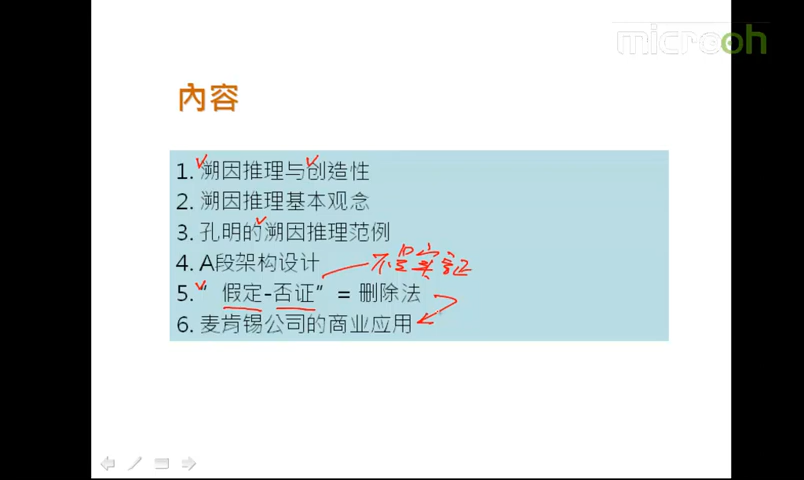 microoh
內容
1. 溯因推理与创造性
2. 溯因推理基本观念
3. 孔明的溯因推理范例
4. A段架构设计
不是实证
5. “假定-否证” = 删除法
6. 麦肯锡公司的商业应用